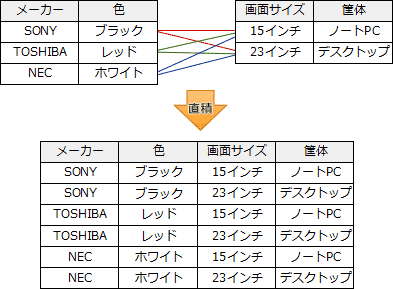 メーカー 色 画面サイズ 筐体
SONY ブラック 15インチ ノートPC
TOSHIBA レッド 23インチ デスクトップ
NEC ホワイト
直積
メーカー 色 画面サイズ 筐体
SONY ブラック 15インチ ノートPC
SONY ブラック 23インチ デスクトップ
TOSHIBA レッド 15インチ ノートPC
TOSHIBA レッド 23インチ デスクトップ
NEC ホワイト 15インチ ノートPC
NEC ホワイト 23インチ デスクトップ